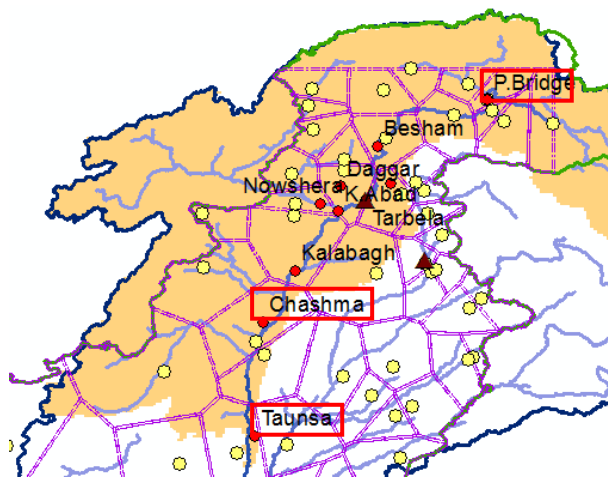 P.Bridge
Besham
Daggar
Nowshera
K.Abad
Tarbela
Kalabagh
Chashma
Taunsa